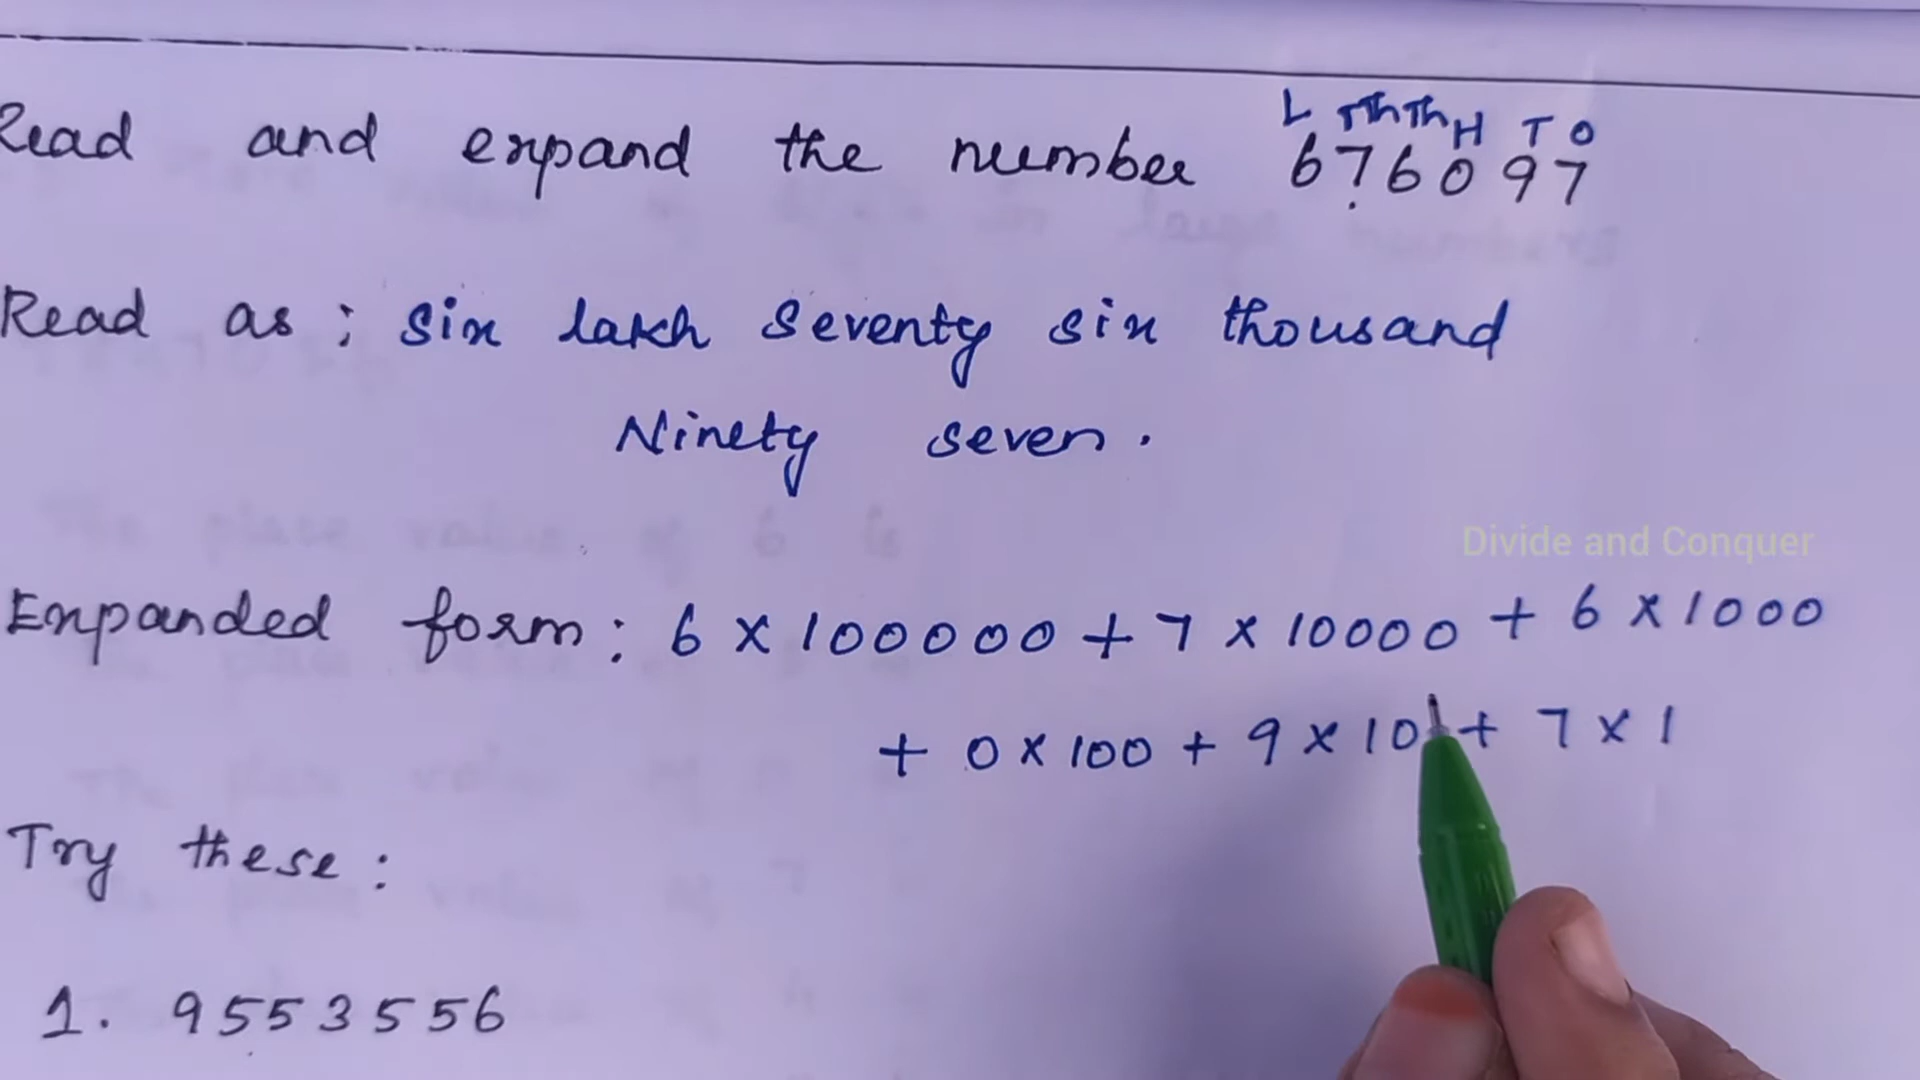 Read and expand the number 676097
L TTh Th H T O
Read as: six lakh seventy six thousand
Ninety seven.
Divide and Conquer
Expanded form: 6 × 100000 + 7 × 10000 + 6 × 1000
+ 0 × 100 + 9 × 10 + 7 × 1
Try these:
1. 9553556